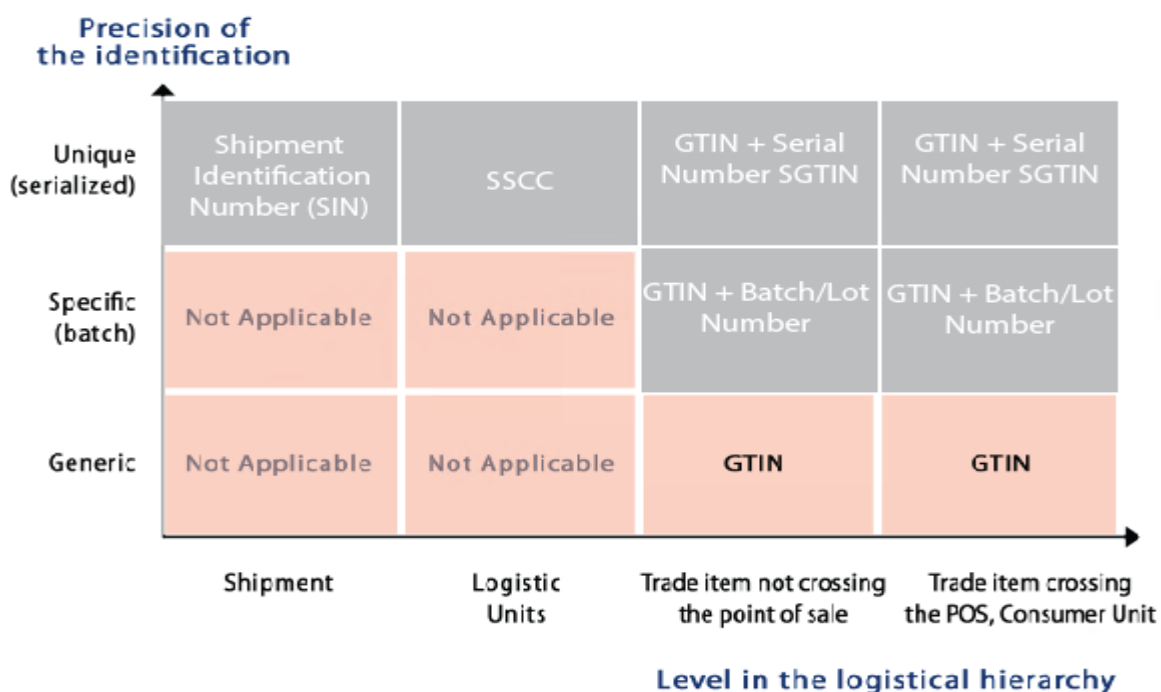 Precision of
the identification
Unique
(serialized)
Shipment
Identification
Number (SIN)
SSCC
GTIN + Serial
Number SGTIN
GTIN + Serial
Number SGTIN
Specific
(batch)
Not Applicable
Not Applicable
GTIN + Batch/Lot
Number
GTIN + Batch/Lot
Number
Generic
Not Applicable
Not Applicable
GTIN
GTIN
Shipment
Logistic
Units
Trade item not crossing
the point of sale
Trade item crossing
the POS, Consumer Unit
Level in the logistical hierarchy